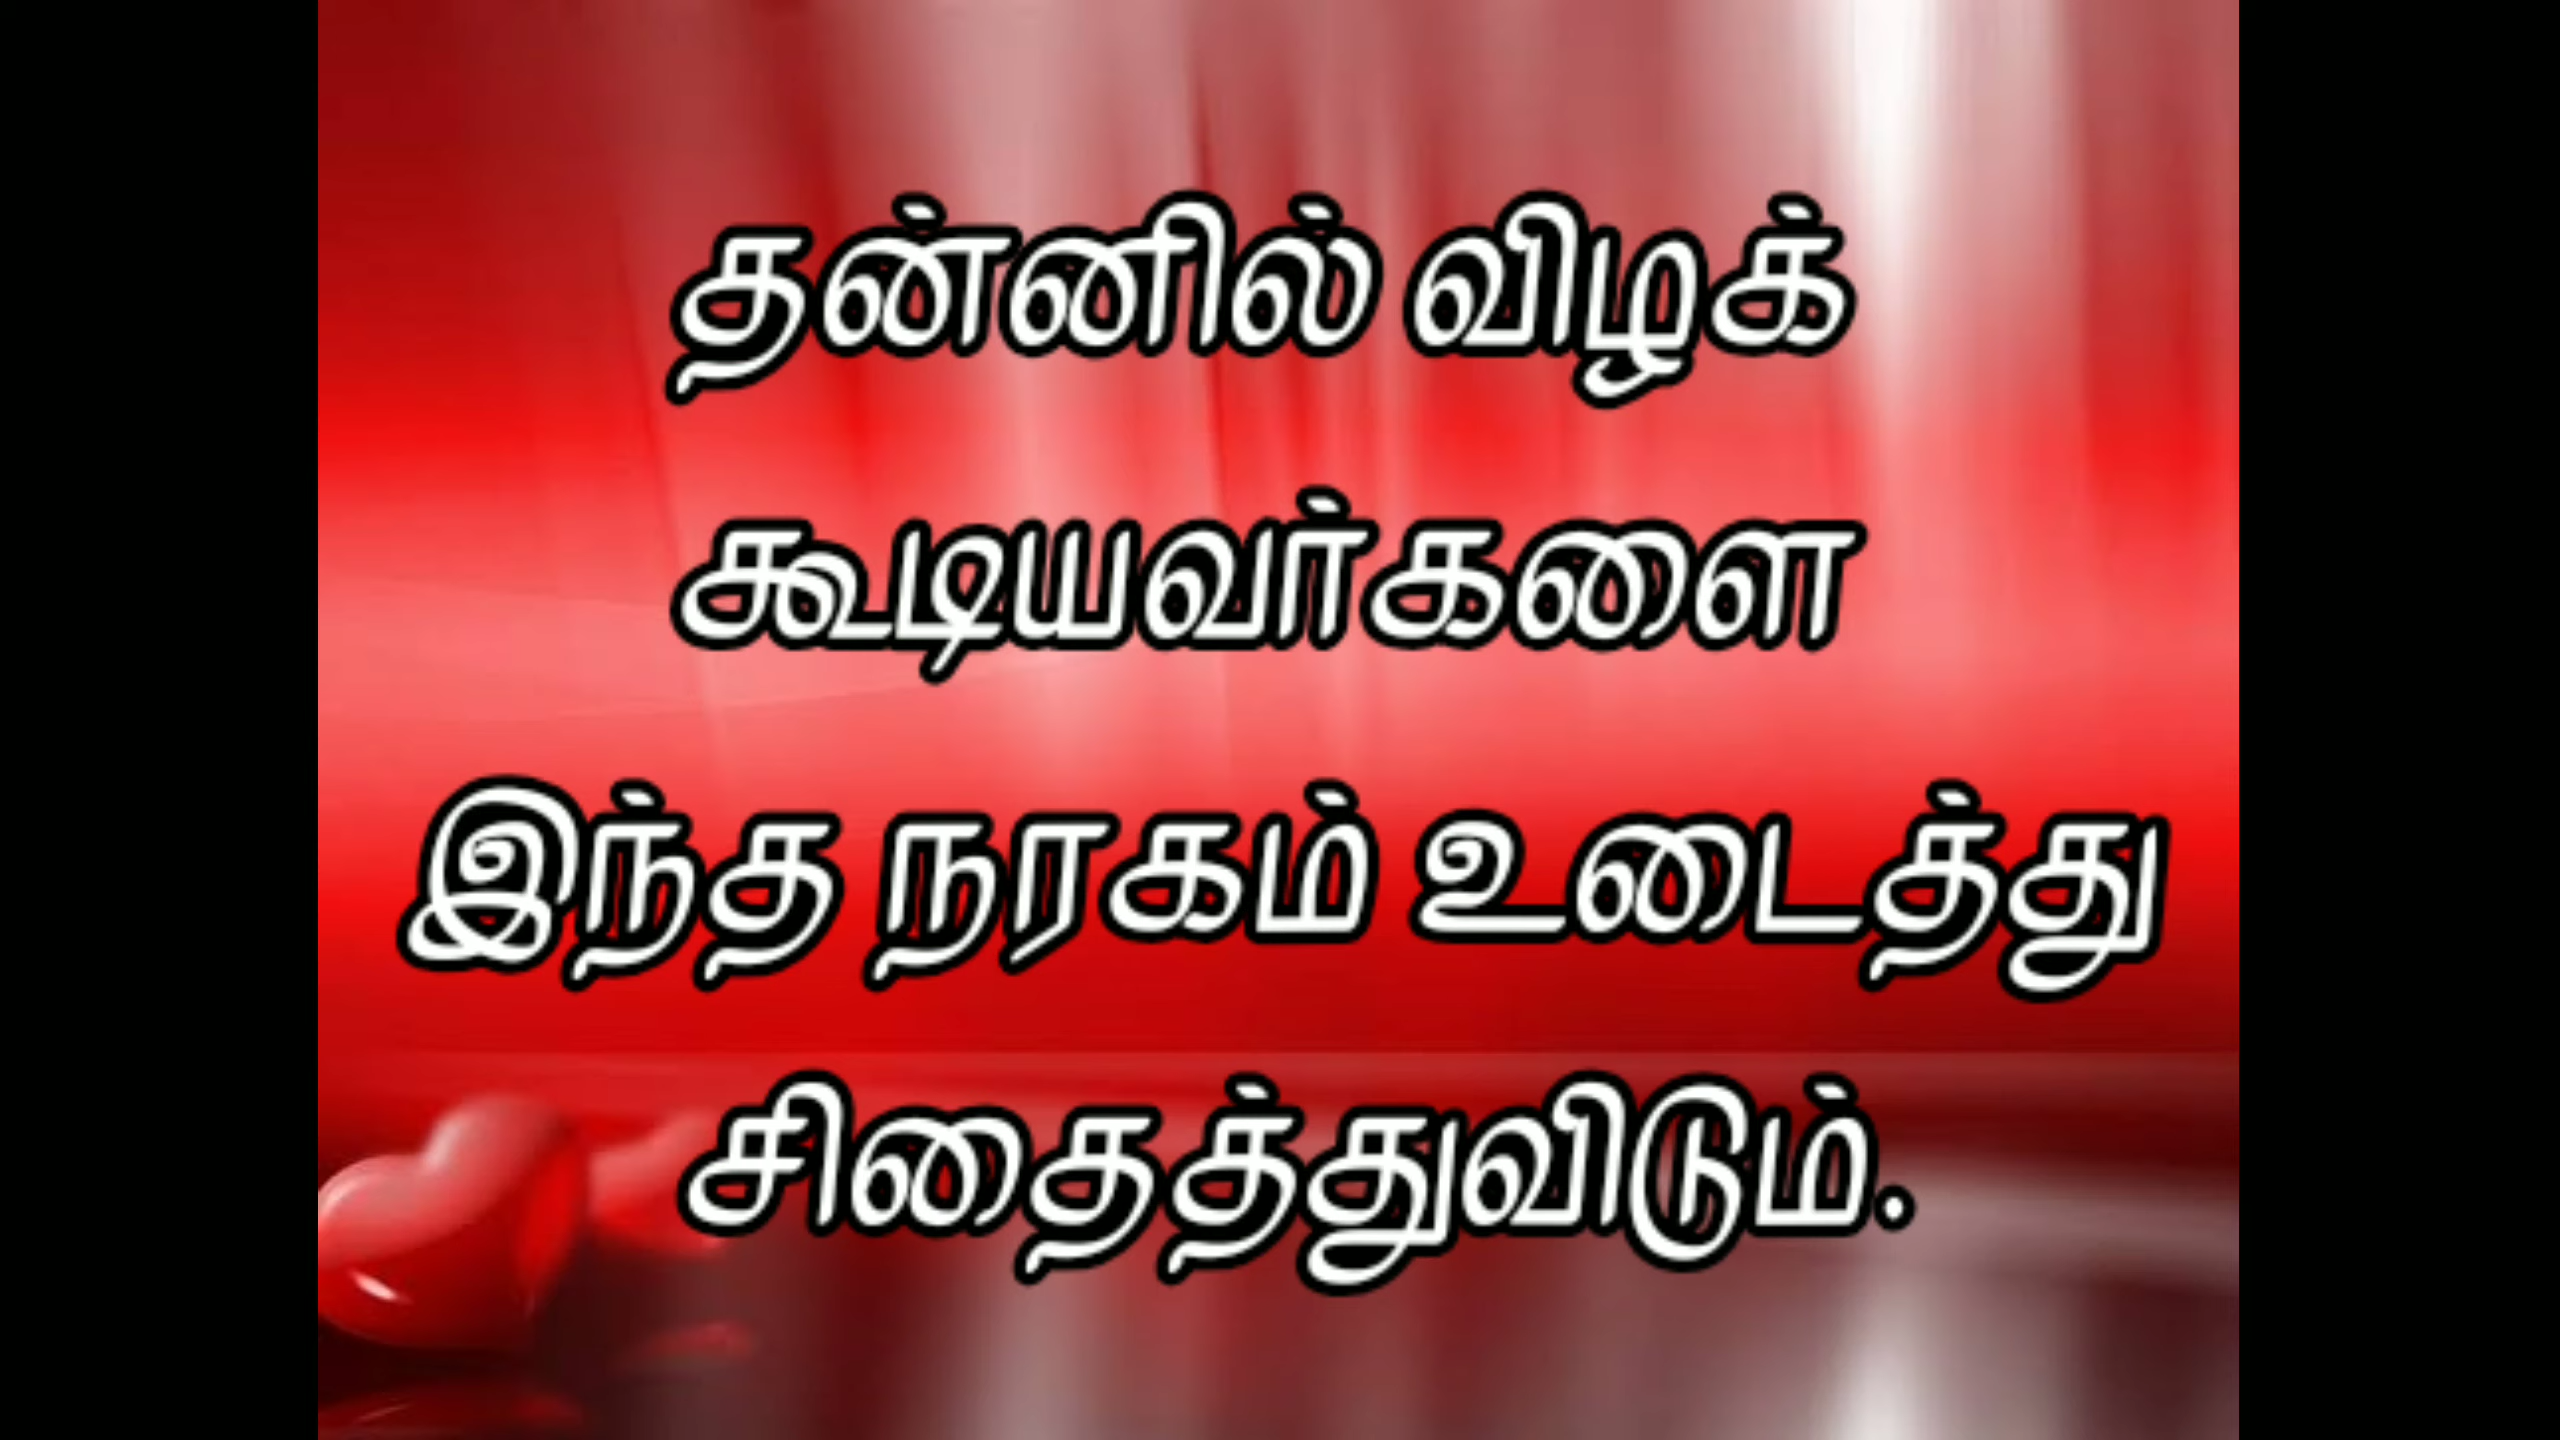 தன்னில் விழக்
கூடியவர்களை
இந்த நரகம் உடைத்து
சிதைத்துவிடும்.